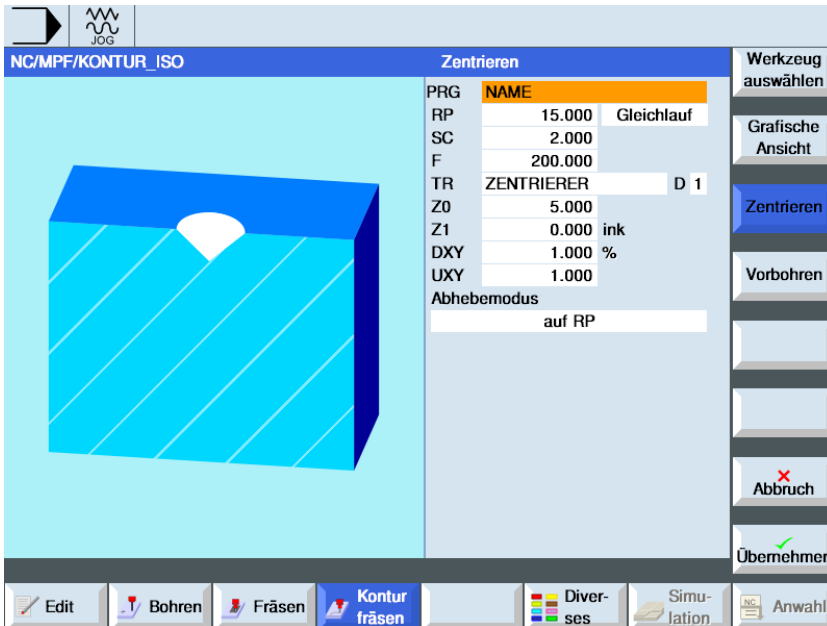 JOG
NC/MPF/KONTUR_ISO
Zentrieren
PRG NAME
RP 15.000 Gleichlauf
SC 2.000
F 200.000
TR ZENTRIERER D 1
Z0 5.000
Z1 0.000 ink
DXY 1.000 %
UXY 1.000
Abhebemodus
auf RP
Werkzeug
auswählen
Grafische
Ansicht
Zentrieren
Vorbohren
Abbruch
Übernehmen
Edit
Bohren
Fräsen
Kontur
fräsen
Diver-
ses
Simu-
lation
NC
Anwahl